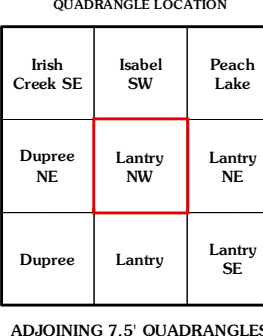 QUADRANGLE LOCATION
Irish Creek SE
Isabel SW
Peach Lake
Dupree NE
Lantry NW
Lantry NE
Dupree
Lantry
Lantry SE
ADJOINING 7.5' QUADRANGLES